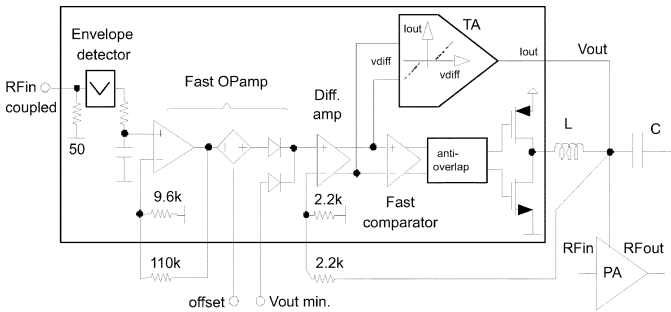 Envelope
detector
RFin
coupled
50
Fast OPamp
Diff.
amp
TA
Iout
vdiff
vdiff
Iout
Vout
L
C
+
−
+
−
+
−
+
−
anti-
overlap
Fast
comparator
9.6k
110k
2.2k
2.2k
offset
Vout min.
RFin
RFout
PA